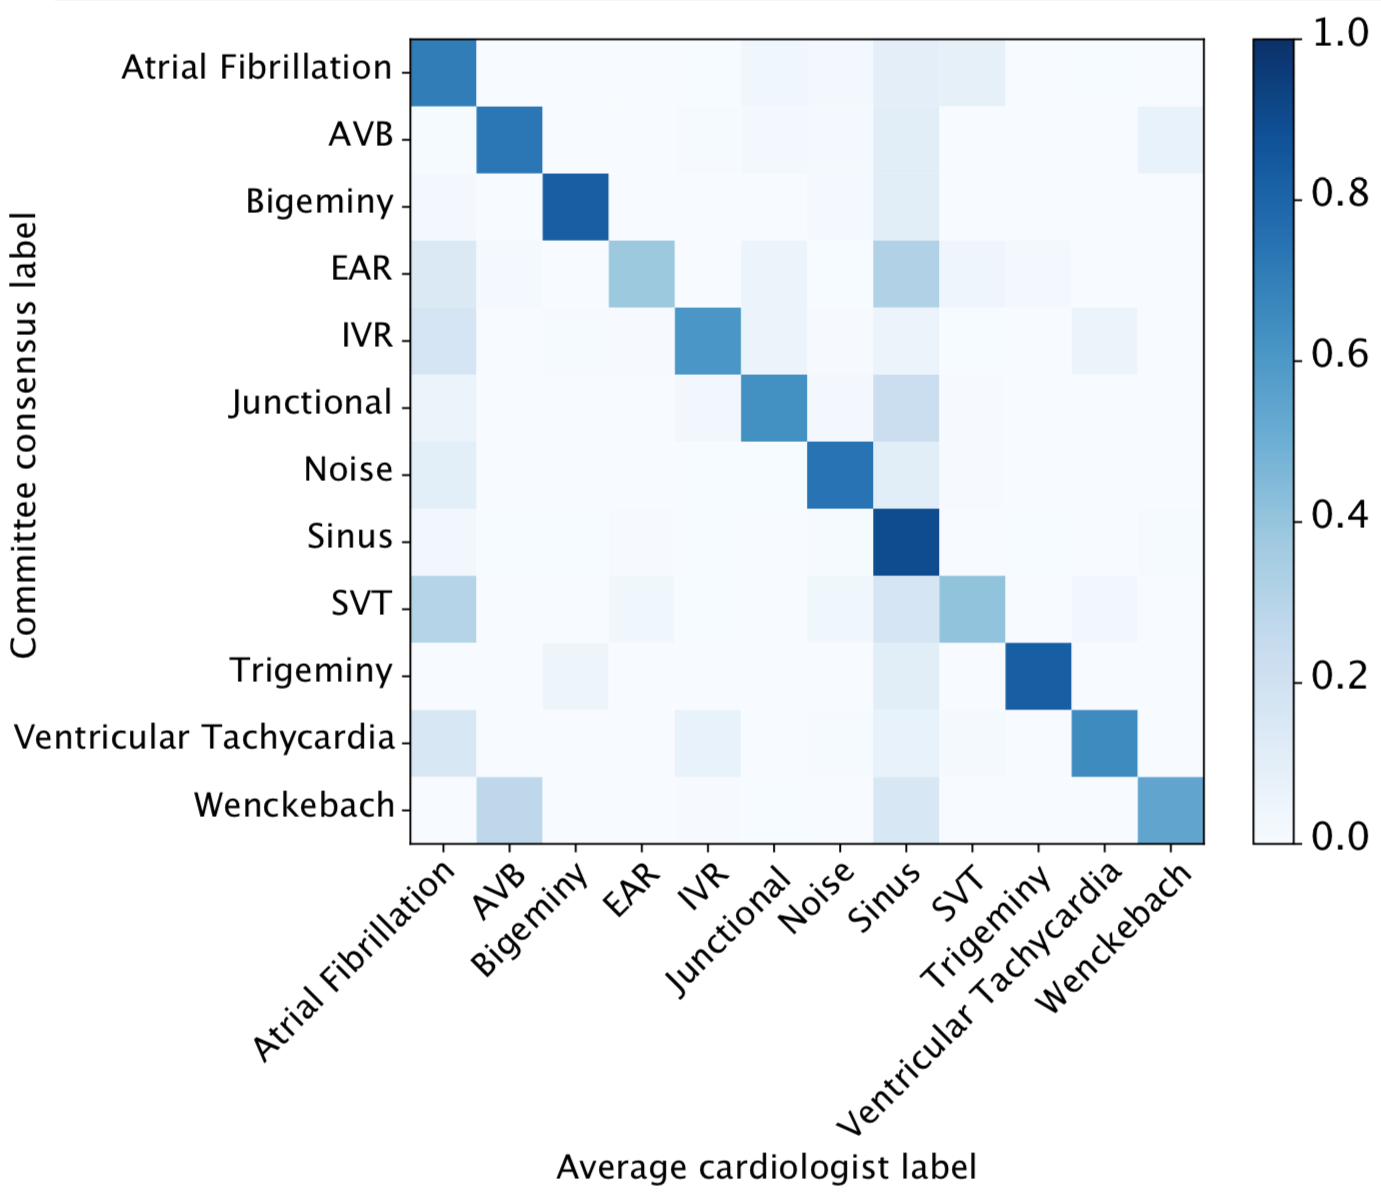 Committee consensus label
Atrial Fibrillation
AVB
Bigeminy
EAR
IVR
Junctional
Noise
Sinus
SVT
Trigeminy
Ventricular Tachycardia
Wenckebach
Atrial Fibrillation
AVB
Bigeminy
EAR
IVR
Junctional
Noise
Sinus
SVT
Trigeminy
Ventricular Tachycardia
Wenckebach
Average cardiologist label
1.0
0.8
0.6
0.4
0.2
0.0